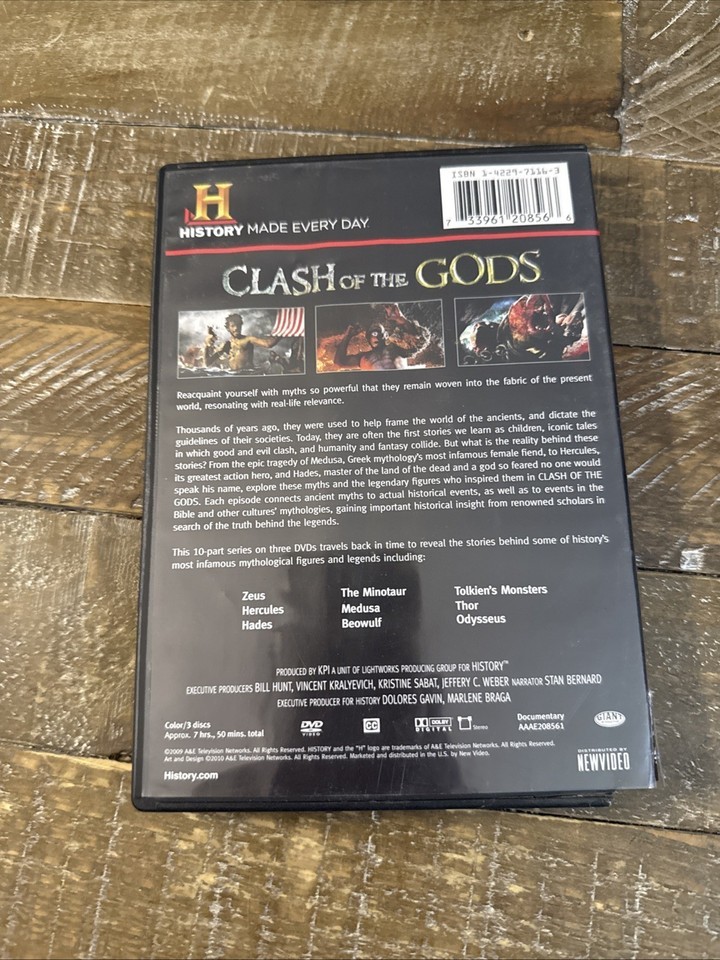 ISBN 1-4229-7116-3
7 33961 20856 6
H
HISTORY MADE EVERY DAY
CLASH OF THE GODS
Reacquaint yourself with myths so powerful that they remain woven into the fabric of the present
world, resonating with real-life relevance.
Thousands of years ago, they were used to help frame the world of the ancients, and dictate the
guidelines of their societies. Today, they are often the first stories we learn as children, iconic tales
in which good and evil clash, and humanity and fantasy collide. But what is the reality behind these
stories? From the epic tragedy of Medusa, Greek mythology's most infamous female fiend, to Hercules,
its greatest action hero, and Hades, master of the land of the dead and a god so feared no one would
speak his name, explore these myths and the legendary figures who inspired them in CLASH OF THE
GODS. Each episode connects ancient myths to actual historical events, as well as to events in the
Bible and other cultures' mythologies, gaining important historical insight from renowned scholars in
search of the truth behind the legends.
This 10-part series on three DVDs travels back in time to reveal the stories behind some of history's
most infamous mythological figures and legends including:
Zeus
Hercules
Hades
The Minotaur
Medusa
Beowulf
Tolkien's Monsters
Thor
Odysseus
PRODUCED BY KPI A UNIT OF LIGHTWORKS PRODUCING GROUP FOR HISTORY™
EXECUTIVE PRODUCERS BILL HUNT, VINCENT KRALYEVICH, KRISTINE SABAT, JEFFERY C. WEBER NARRATOR STAN BERNARD
EXECUTIVE PRODUCER FOR HISTORY DOLORES GAVIN, MARLENE BRAGA
Color/3 discs
Approx. 7 hrs., 50 mins. total
DVD
VIDEO
CC
DOLBY
DIGITAL
Stereo
Documentary
AAAE208561
GIANT
©2009 A&E Television Networks. All Rights Reserved. HISTORY and the "H" logo are trademarks of A&E Television Networks. All Rights Reserved.
Art and Design ©2010 A&E Television Networks. All Rights Reserved. Marketed and distributed in the U.S. by New Video.
History.com
DISTRIBUTED BY
NEWVIDEO